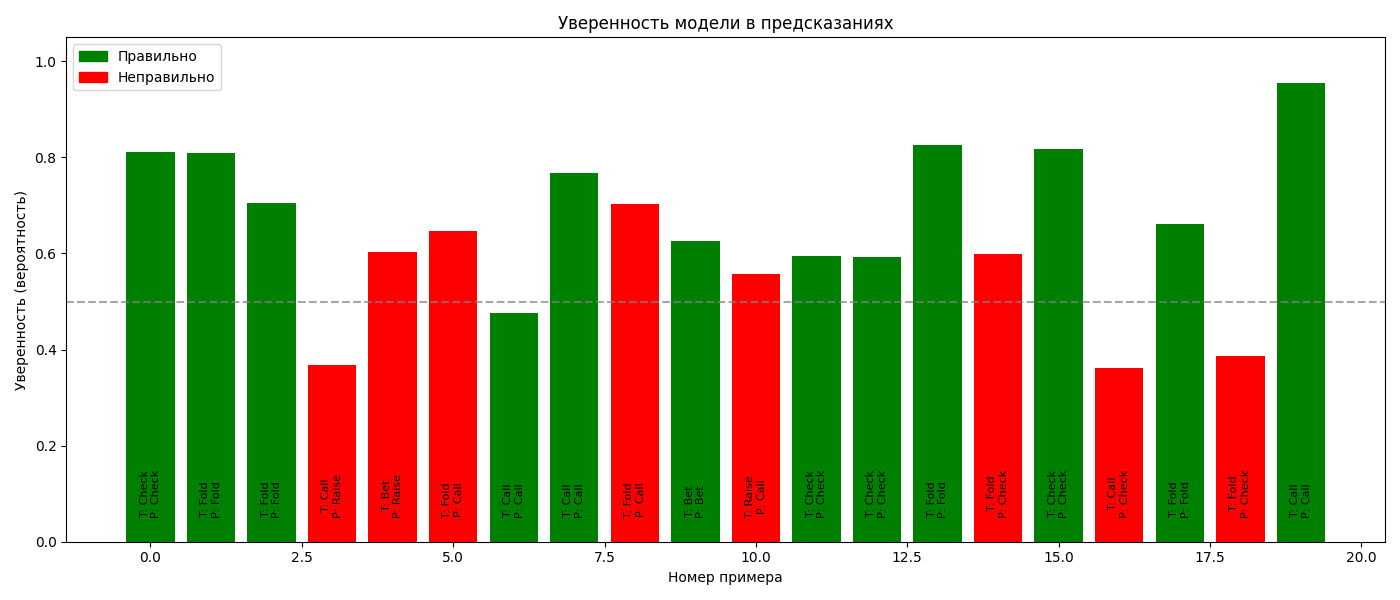 Уверенность модели в предсказаниях
Правильно
Неправильно
Уверенность (вероятность)
1.0
0.8
0.6
0.4
0.2
0.0
T: Check
P: Check
T: Fold
P: Fold
T: Fold
P: Fold
T: Call
P: Raise
T: Bet
P: Raise
T: Fold
P: Call
T: Call
P: Call
T: Call
P: Call
T: Fold
P: Call
T: Bet
P: Bet
T: Raise
P: Call
T: Check
P: Check
T: Check
P: Check
T: Fold
P: Fold
T: Fold
P: Check
T: Check
P: Check
T: Call
P: Check
T: Fold
P: Fold
T: Fold
P: Check
T: Call
P: Call
0.0 2.5 5.0 7.5 10.0 12.5 15.0 17.5 20.0
Номер примера